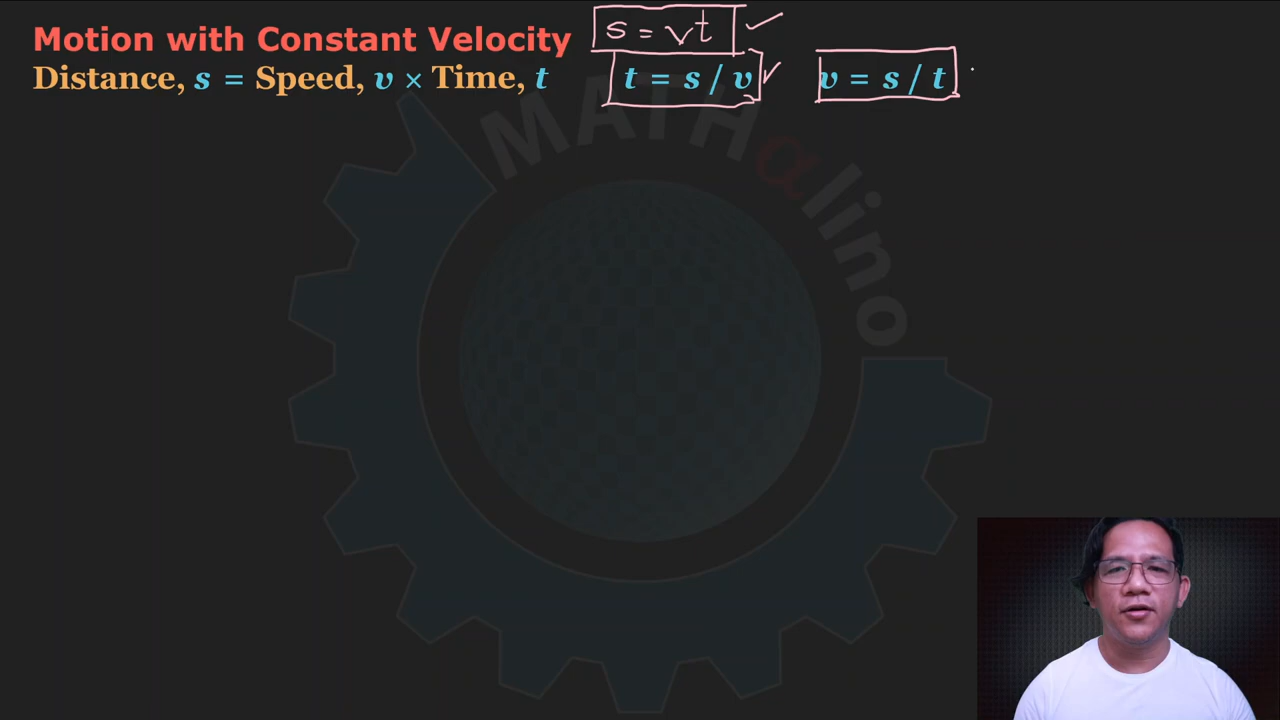 Motion with Constant Velocity s = vt
Distance, s = Speed, v × Time, t t = s / v v = s / t
MATHalino